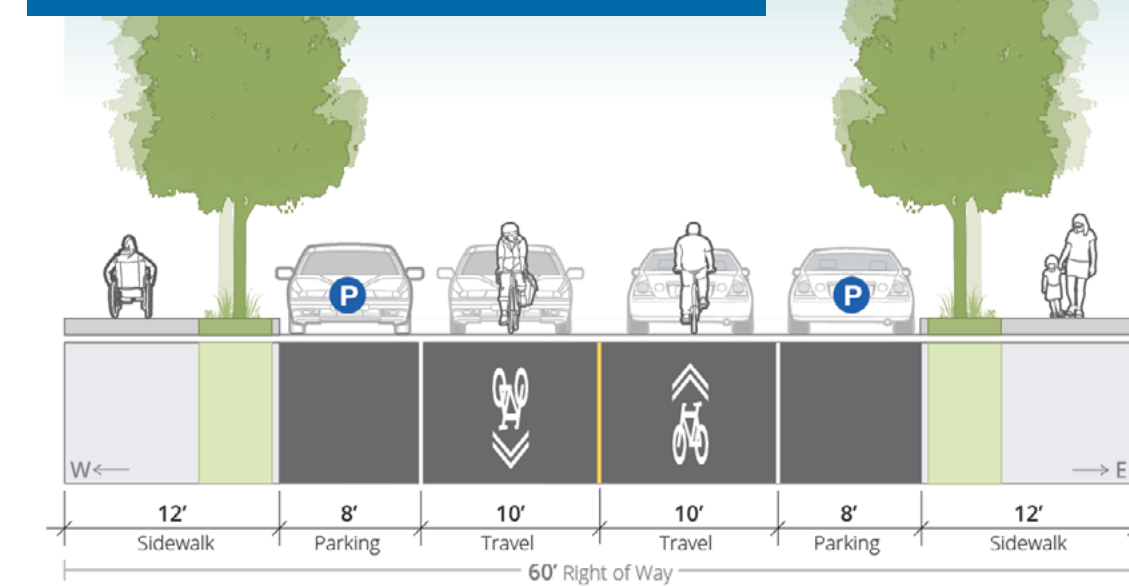 P
P
W
E
12' 8' 10' 10' 8' 12'
Sidewalk Parking Travel Travel Parking Sidewalk
60' Right of Way